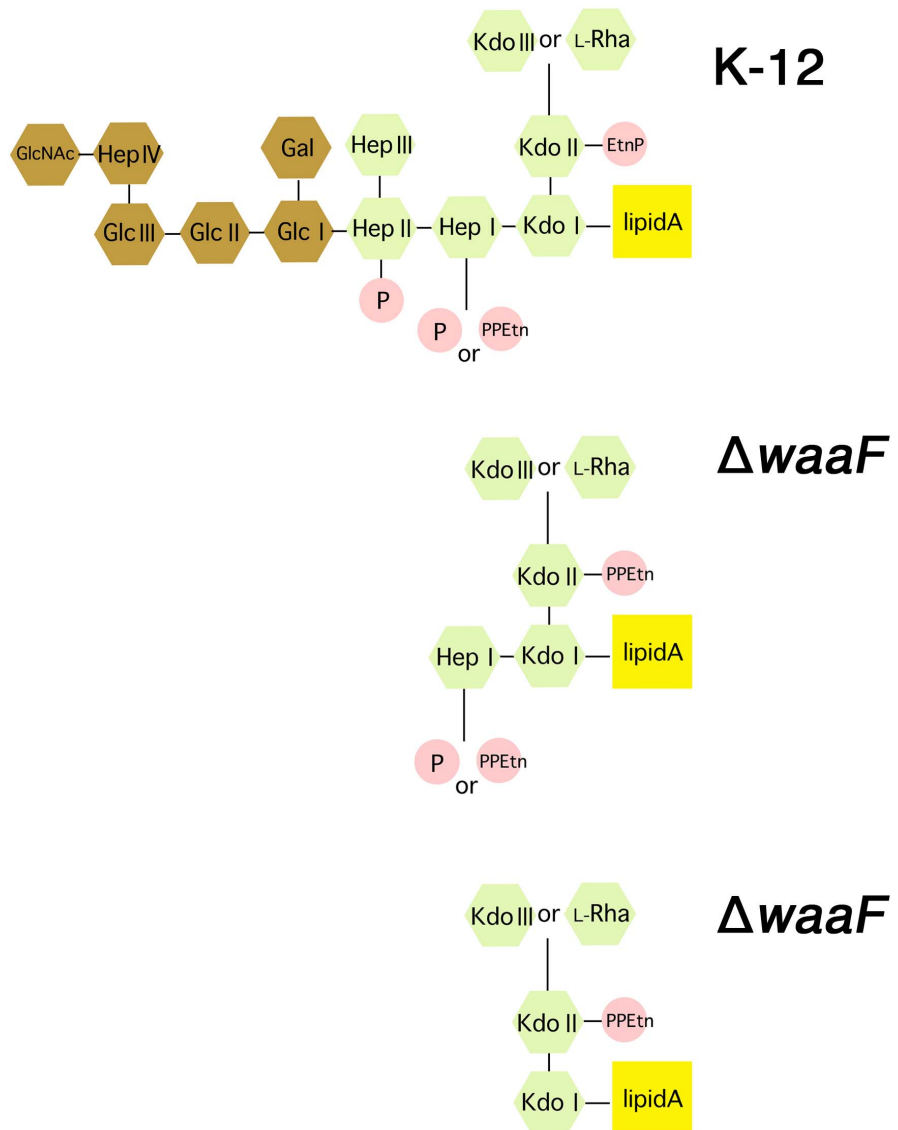 Kdo III or L-Rha
K-12
GlcNAc Hep IV Gal Hep III Kdo II EtnP
Glc III Glc II Glc I Hep II Hep I Kdo I lipidA
P
P or PPEtn
ΔwaaF
Kdo III or L-Rha
Kdo II PPEtn
Hep I Kdo I lipidA
P or PPEtn
ΔwaaF
Kdo III or L-Rha
Kdo II PPEtn
Kdo I lipidA